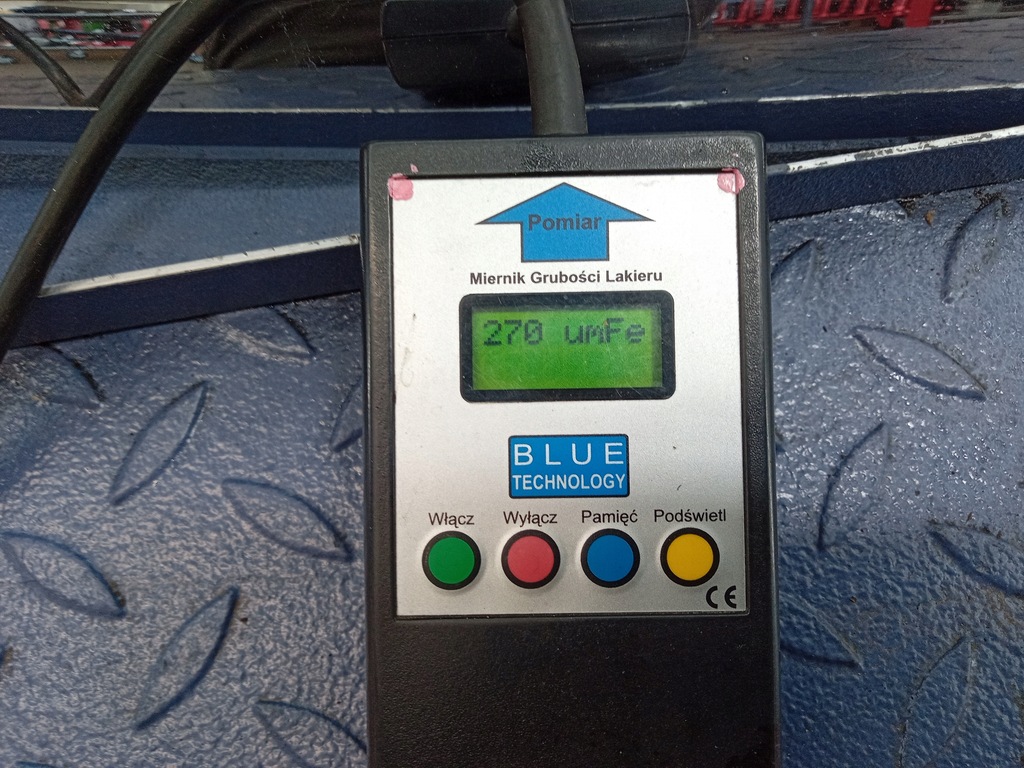 Pomiar
Miernik Grubości Lakieru
270 umFe
BLUE
TECHNOLOGY
Włącz Wyłącz Pamięć Podświetl
CE